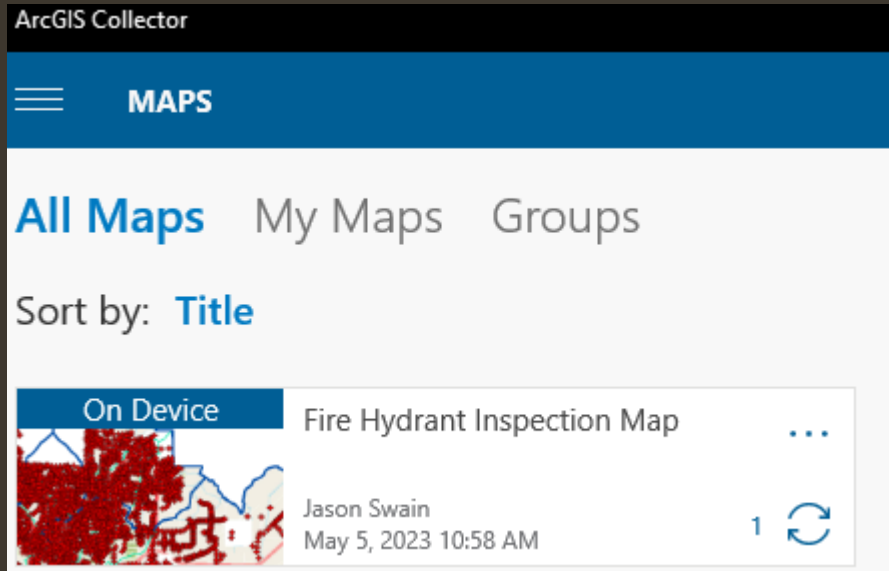 ArcGIS Collector
MAPS
All Maps My Maps Groups
Sort by: Title
On Device
Fire Hydrant Inspection Map
...
Jason Swain
May 5, 2023 10:58 AM
1